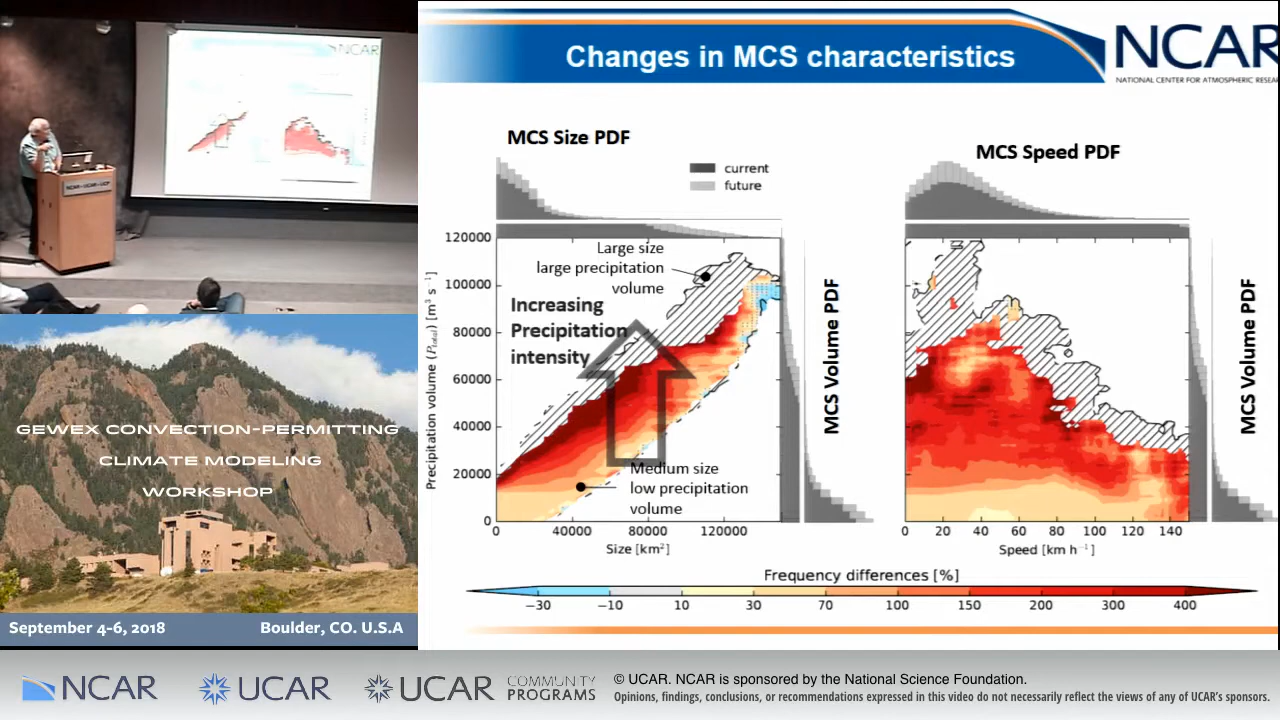 NCAR
NCAR-UCAR-UCP
GEWEX CONVECTION-PERMITTING
CLIMATE MODELING
WORKSHOP
September 4-6, 2018
Boulder, CO. U.S.A
Changes in MCS characteristics
NCAR
NATIONAL CENTER FOR ATMOSPHERIC RESEA
MCS Size PDF
current
future
Large size
large precipitation
volume
Increasing
Precipitation
intensity
Medium size
low precipitation
volume
Precipitation volume (Ptotal) [m³ s⁻¹]
120000
100000
80000
60000
40000
20000
0
0 40000 80000 120000
Size [km²]
MCS Volume PDF
MCS Speed PDF
0 20 40 60 80 100 120 140
Speed [km h⁻¹]
MCS Volume PDF
Frequency differences [%]
−30 −10 10 30 70 100 150 200 300 400
NCAR
UCAR
UCAR
COMMUNITY
PROGRAMS
© UCAR. NCAR is sponsored by the National Science Foundation.
Opinions, findings, conclusions, or recommendations expressed in this video do not necessarily reflect the views of any of UCAR's sponsors.